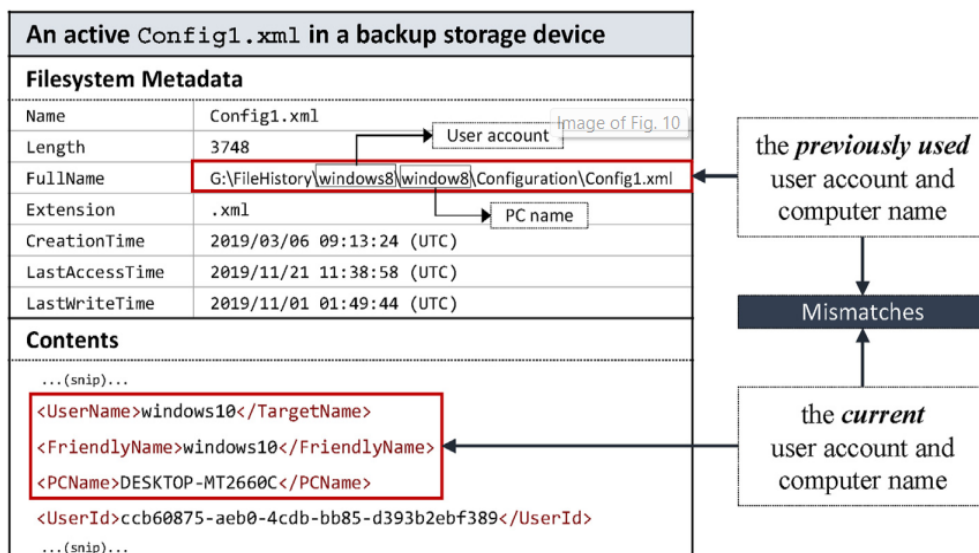 An active Config1.xml in a backup storage device
Filesystem Metadata
Name Config1.xml
Image of Fig. 10
User account
Length 3748
FullName G:\FileHistory\windows8\window8\Configuration\Config1.xml
Extension .xml
PC name
CreationTime 2019/03/06 09:13:24 (UTC)
LastAccessTime 2019/11/21 11:38:58 (UTC)
LastWriteTime 2019/11/01 01:49:44 (UTC)
Contents
...(snip)...
<UserName>windows10</TargetName>
<FriendlyName>windows10</FriendlyName>
<PCName>DESKTOP-MT2660C</PCName>
<UserId>ccb60875-aeb0-4cdb-bb85-d393b2ebf389</UserId>
...(snip)...
the previously used
user account and
computer name
Mismatches
the current
user account and
computer name